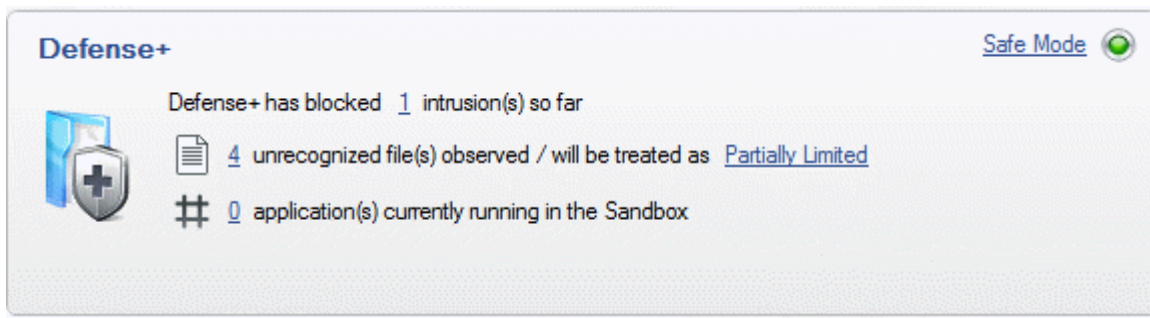 Defense+
Safe Mode
Defense+ has blocked 1 intrusion(s) so far
4 unrecognized file(s) observed / will be treated as Partially Limited
0 application(s) currently running in the Sandbox